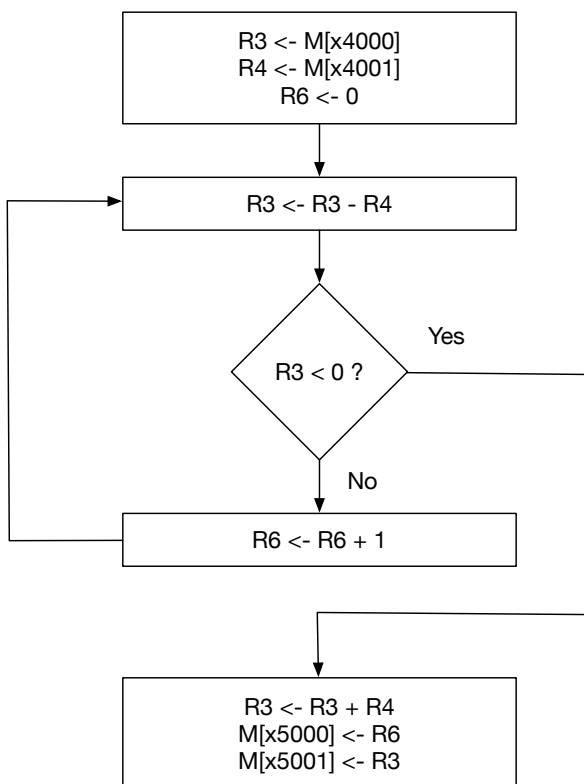 R3 <- M[x4000]
R4 <- M[x4001]
R6 <- 0
R3 <- R3 - R4
Yes
R3 < 0 ?
No
R6 <- R6 + 1
R3 <- R3 + R4
M[x5000] <- R6
M[x5001] <- R3